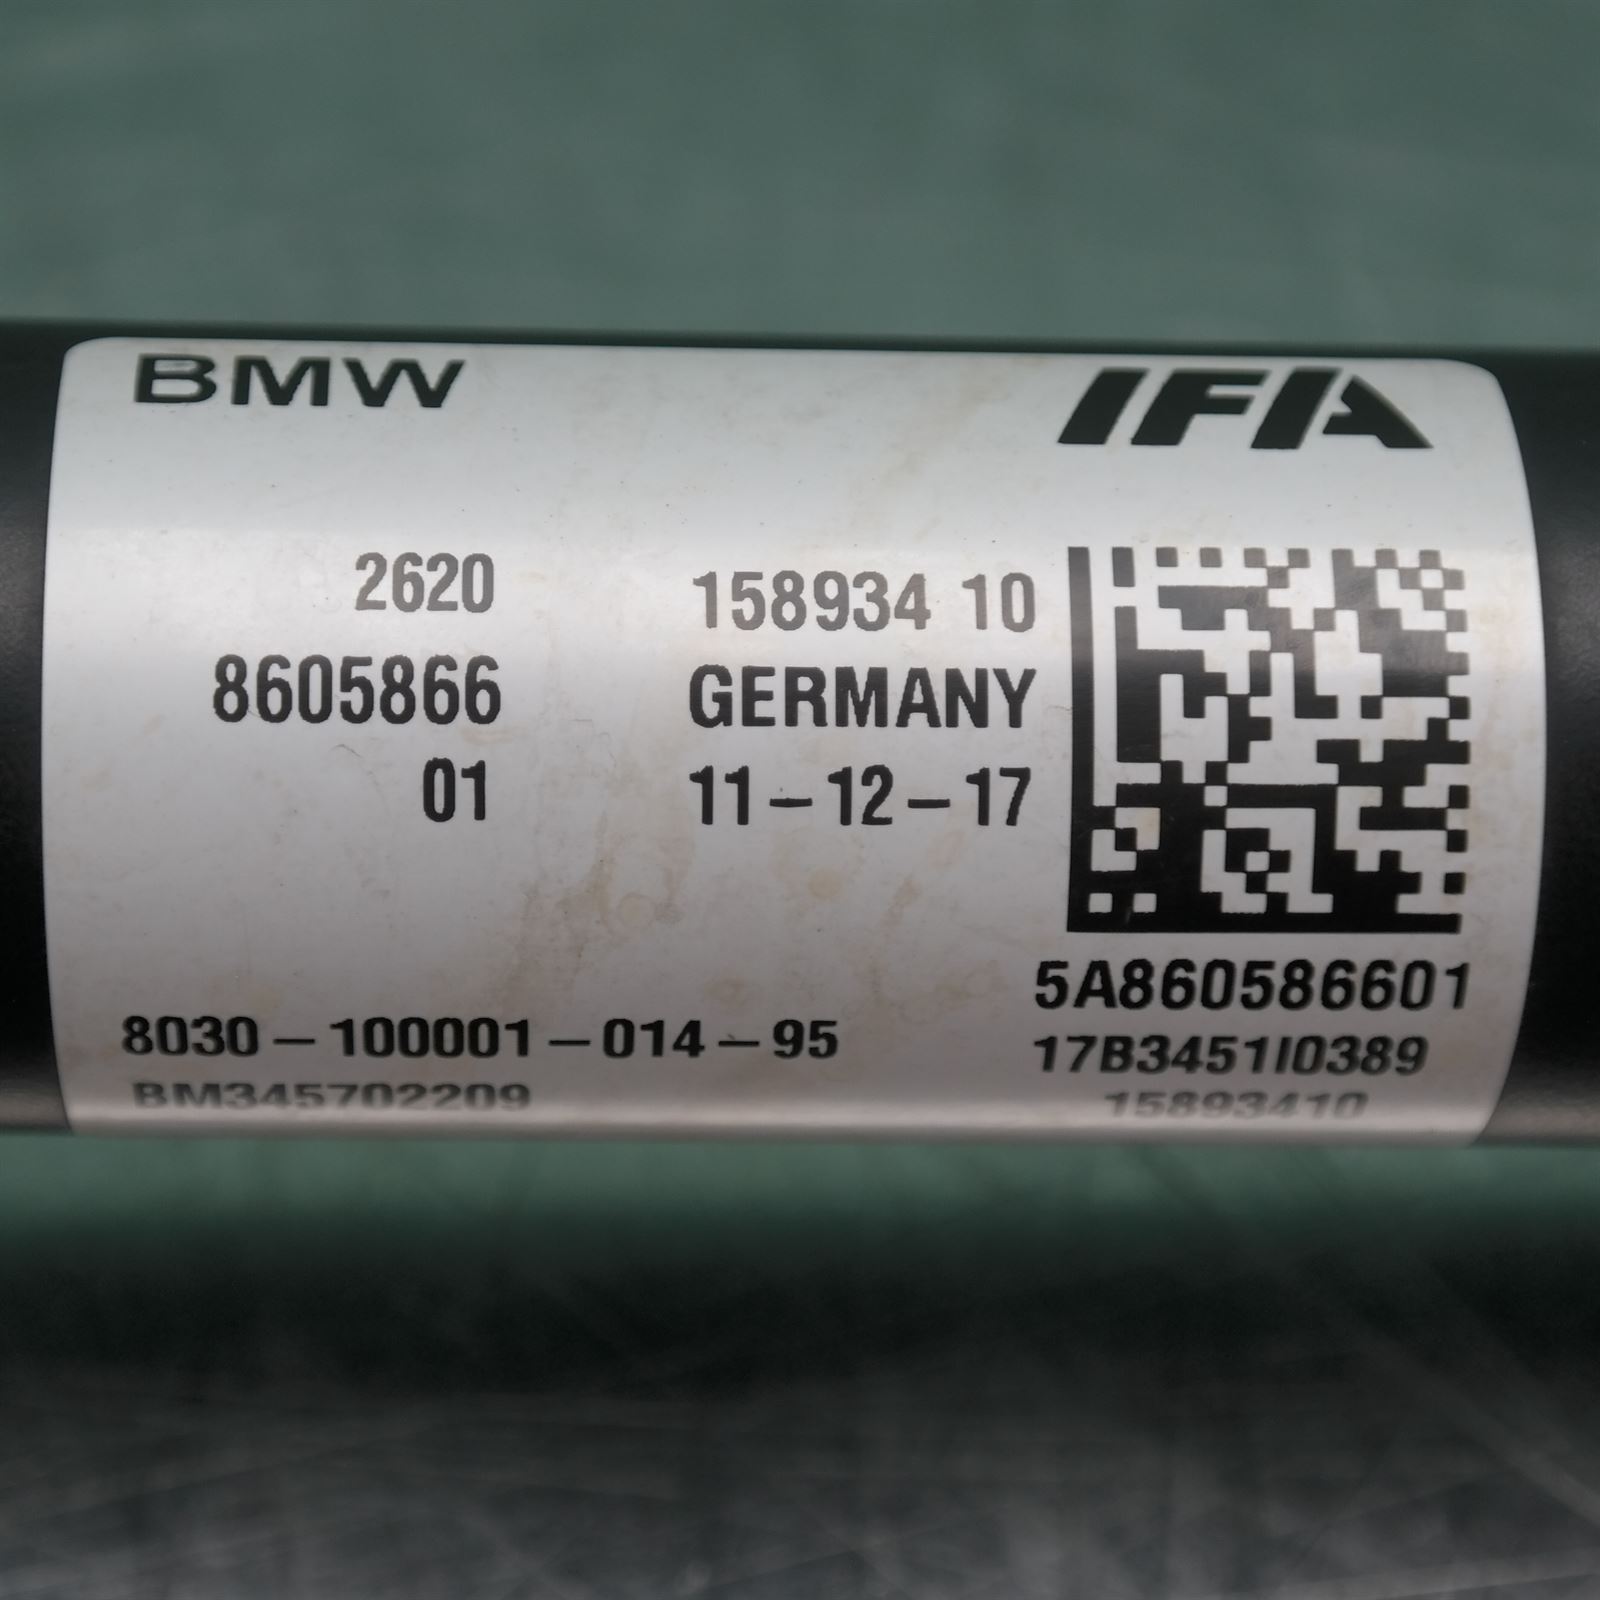 BMW
IFA
2620
158934 10
8605866
GERMANY
01
11-12-17
5A860586601
8030-100001-014-95
17B3451I0389
BM345702209
15893410